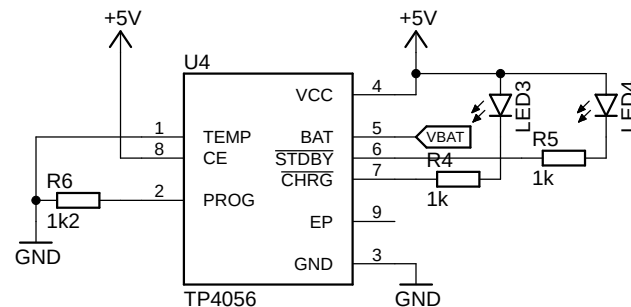 +5V
+5V
U4
VCC
4
LED3
LED4
1
TEMP
BAT
5
VBAT
8
CE
STDBY
6
R5
1k
CHRG
7
R4
1k
R6
1k2
2
PROG
EP
9
GND
GND
3
GND
TP4056